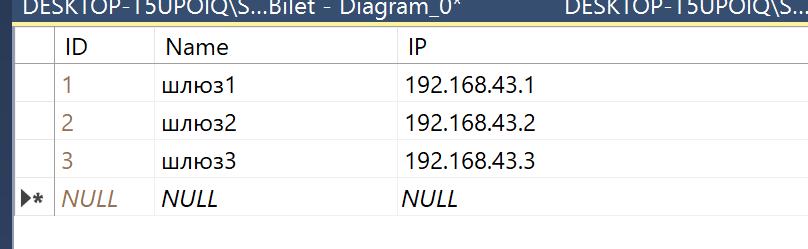 DESKTOP-T5UPOIQ\S...Bilet - Diagram_0* DESKTOP-T5UPOIQ\S...
ID Name IP
1 шлюз1 192.168.43.1
2 шлюз2 192.168.43.2
3 шлюз3 192.168.43.3
NULL NULL NULL